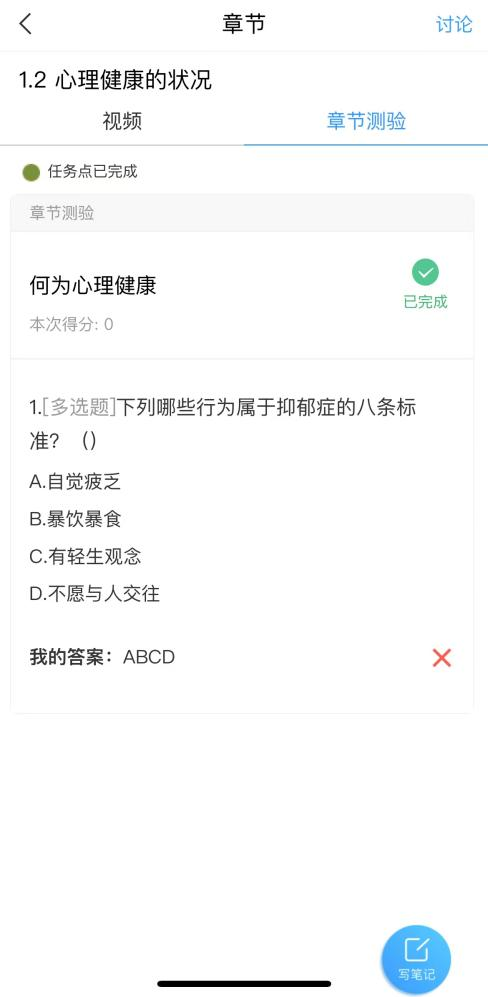 章节
讨论
1.2 心理健康的状况
视频
章节测验
任务点已完成
章节测验
何为心理健康
已完成
本次得分: 0
1.[多选题]下列哪些行为属于抑郁症的八条标
准？（）
A.自觉疲乏
B.暴饮暴食
C.有轻生观念
D.不愿与人交往
我的答案：ABCD
写笔记